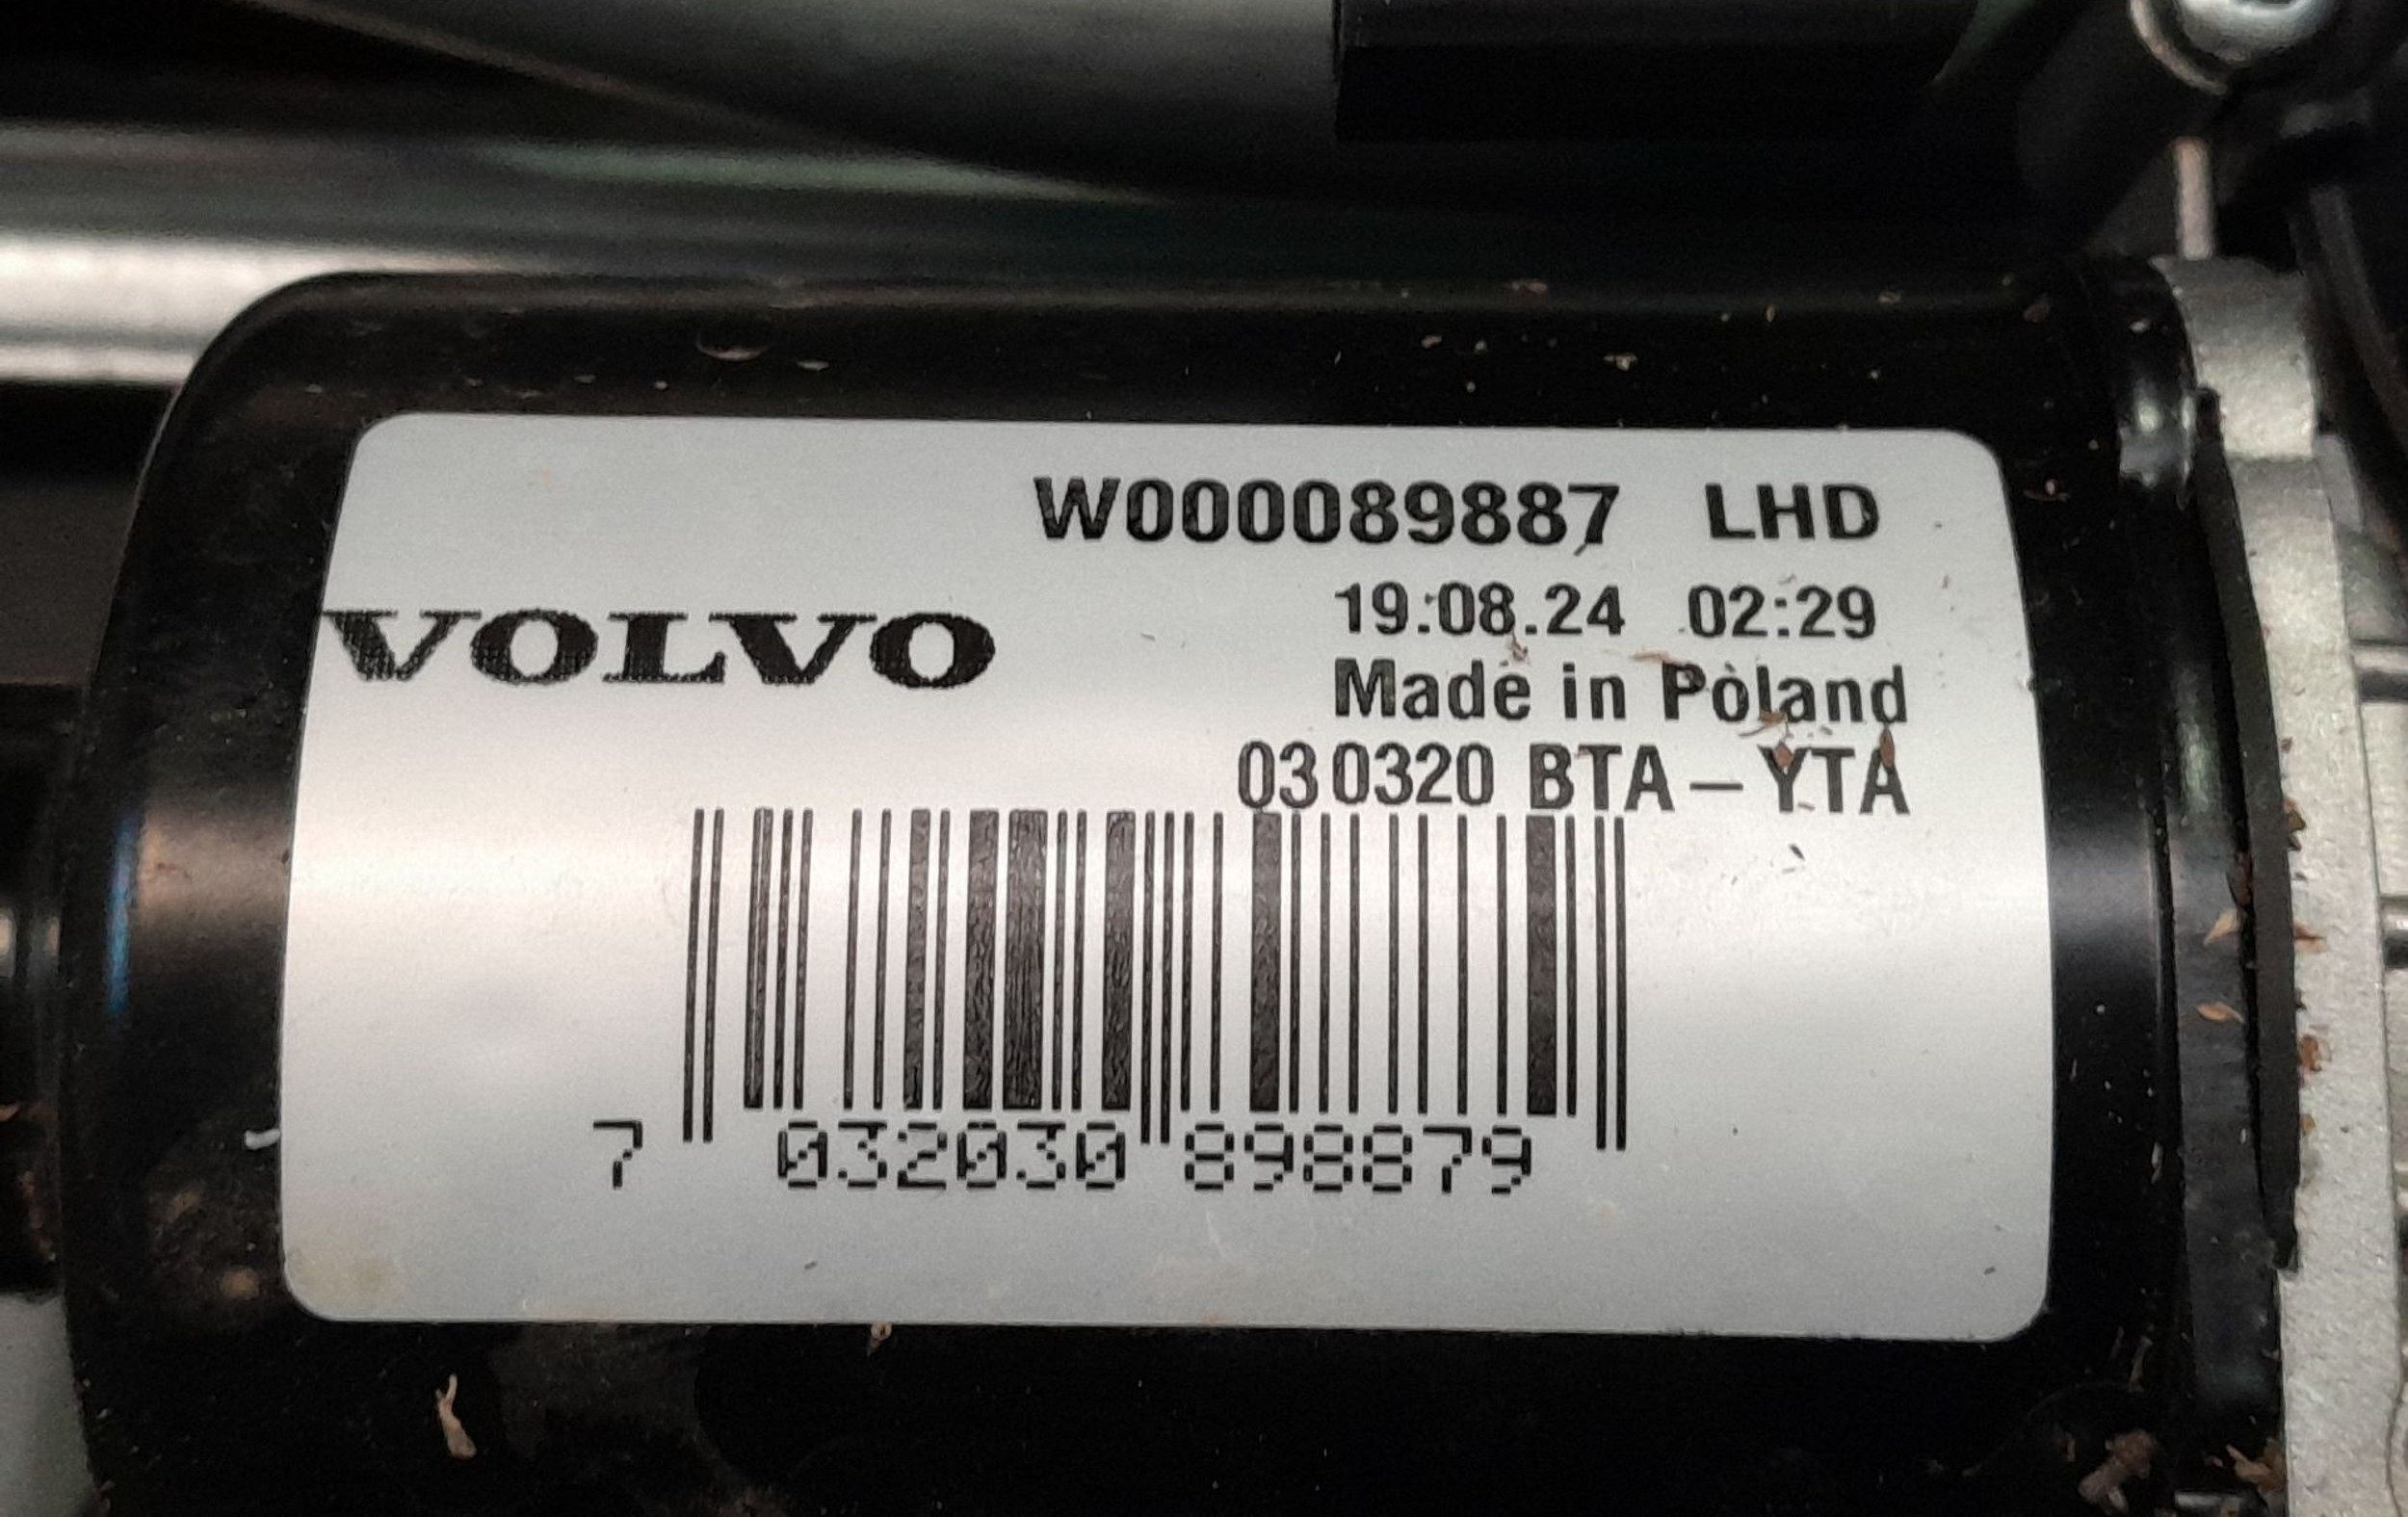 W000089887 LHD
VOLVO
19.08.24 02:29
Made in Poland
030320 BTA-YTA
7 032030 898879